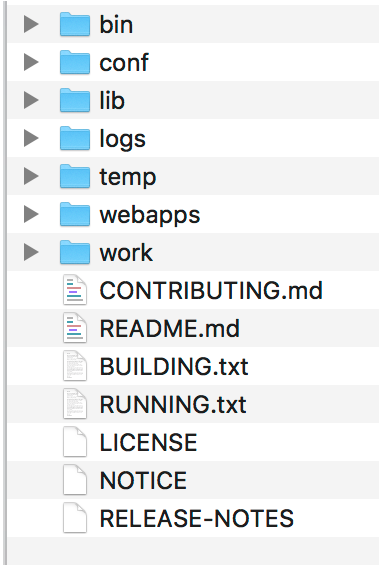 bin
conf
lib
logs
temp
webapps
work
CONTRIBUTING.md
README.md
BUILDING.txt
RUNNING.txt
LICENSE
NOTICE
RELEASE-NOTES